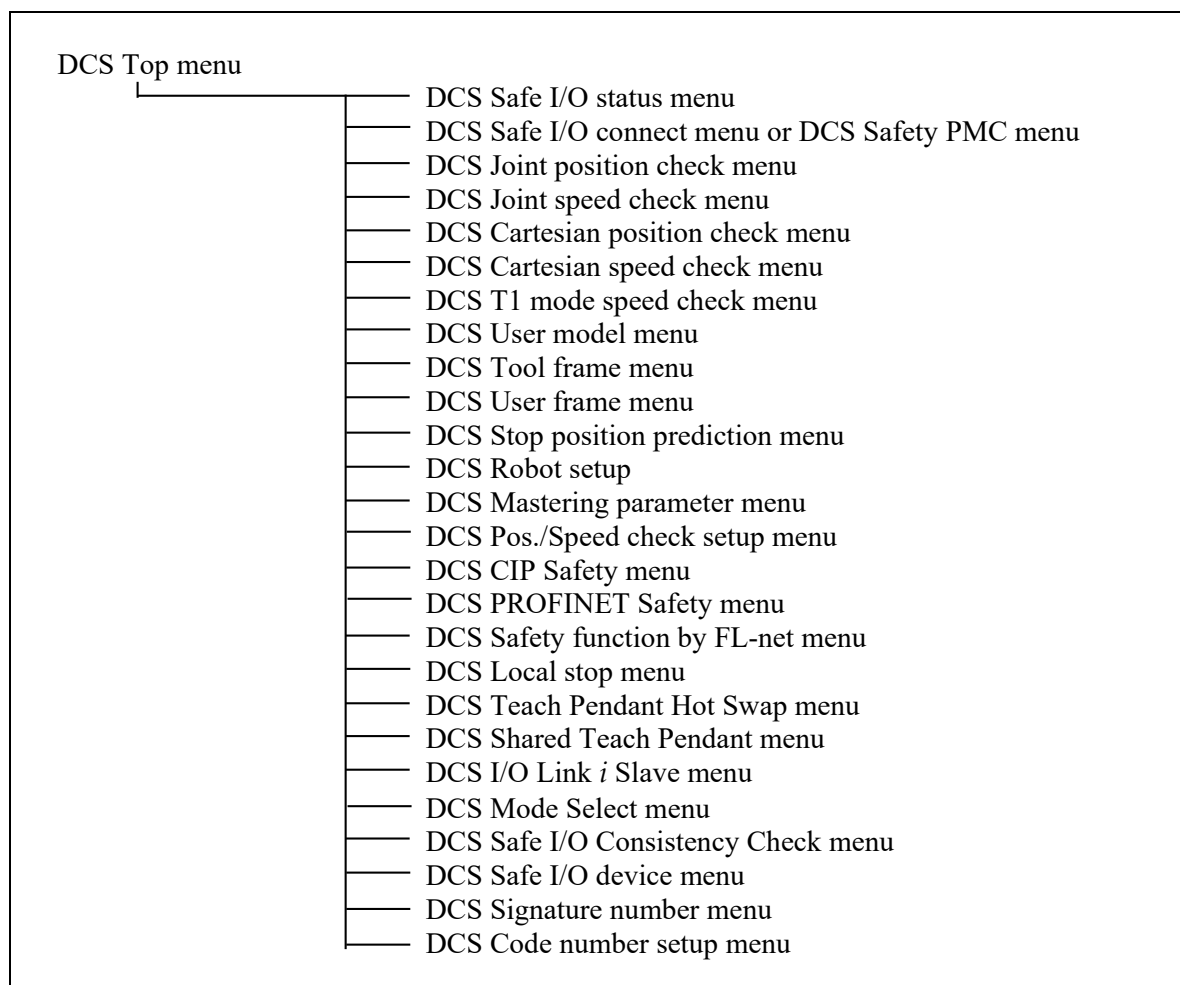 DCS Top menu
DCS Safe I/O status menu
DCS Safe I/O connect menu or DCS Safety PMC menu
DCS Joint position check menu
DCS Joint speed check menu
DCS Cartesian position check menu
DCS Cartesian speed check menu
DCS T1 mode speed check menu
DCS User model menu
DCS Tool frame menu
DCS User frame menu
DCS Stop position prediction menu
DCS Robot setup
DCS Mastering parameter menu
DCS Pos./Speed check setup menu
DCS CIP Safety menu
DCS PROFINET Safety menu
DCS Safety function by FL-net menu
DCS Local stop menu
DCS Teach Pendant Hot Swap menu
DCS Shared Teach Pendant menu
DCS I/O Link i Slave menu
DCS Mode Select menu
DCS Safe I/O Consistency Check menu
DCS Safe I/O device menu
DCS Signature number menu
DCS Code number setup menu